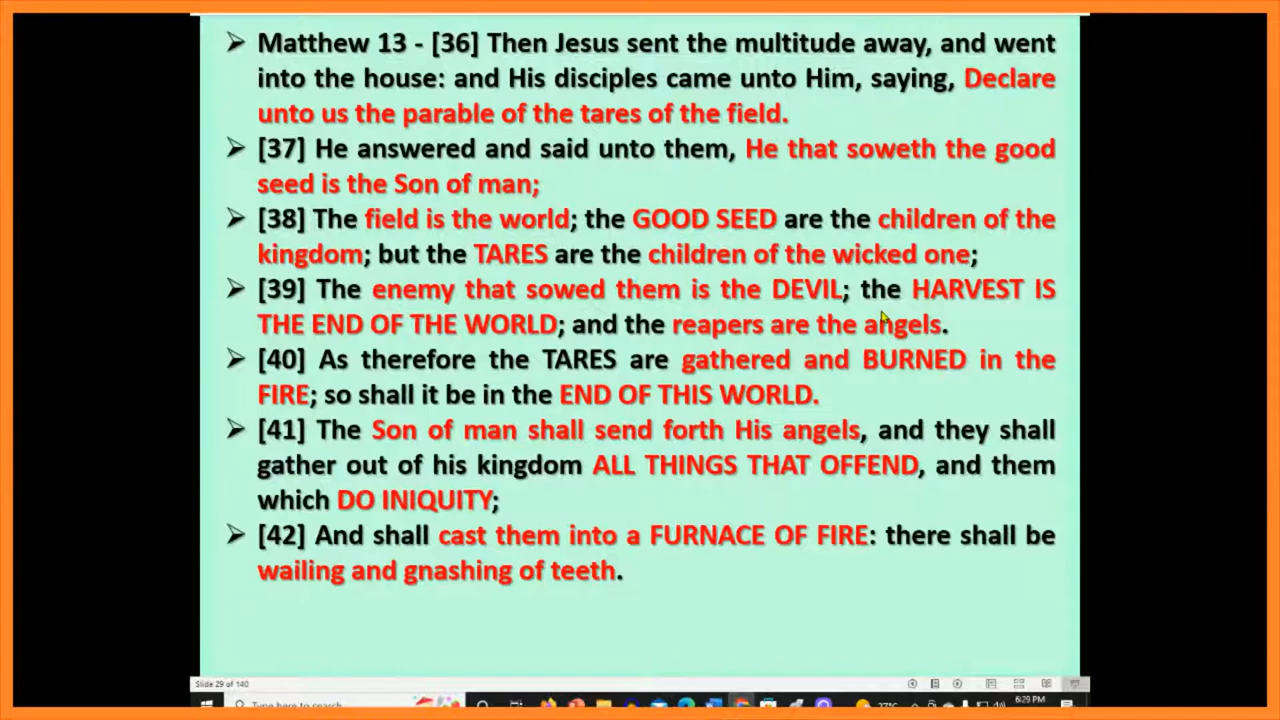 ➢ Matthew 13 - [36] Then Jesus sent the multitude away, and went
into the house: and His disciples came unto Him, saying, Declare
unto us the parable of the tares of the field.
➢ [37] He answered and said unto them, He that soweth the good
seed is the Son of man;
➢ [38] The field is the world; the GOOD SEED are the children of the
kingdom; but the TARES are the children of the wicked one;
➢ [39] The enemy that sowed them is the DEVIL; the HARVEST IS
THE END OF THE WORLD; and the reapers are the angels.
➢ [40] As therefore the TARES are gathered and BURNED in the
FIRE; so shall it be in the END OF THIS WORLD.
➢ [41] The Son of man shall send forth His angels, and they shall
gather out of his kingdom ALL THINGS THAT OFFEND, and them
which DO INIQUITY;
➢ [42] And shall cast them into a FURNACE OF FIRE: there shall be
wailing and gnashing of teeth.
Slide 29 of 140
Type here to search
27°C
6:29 PM